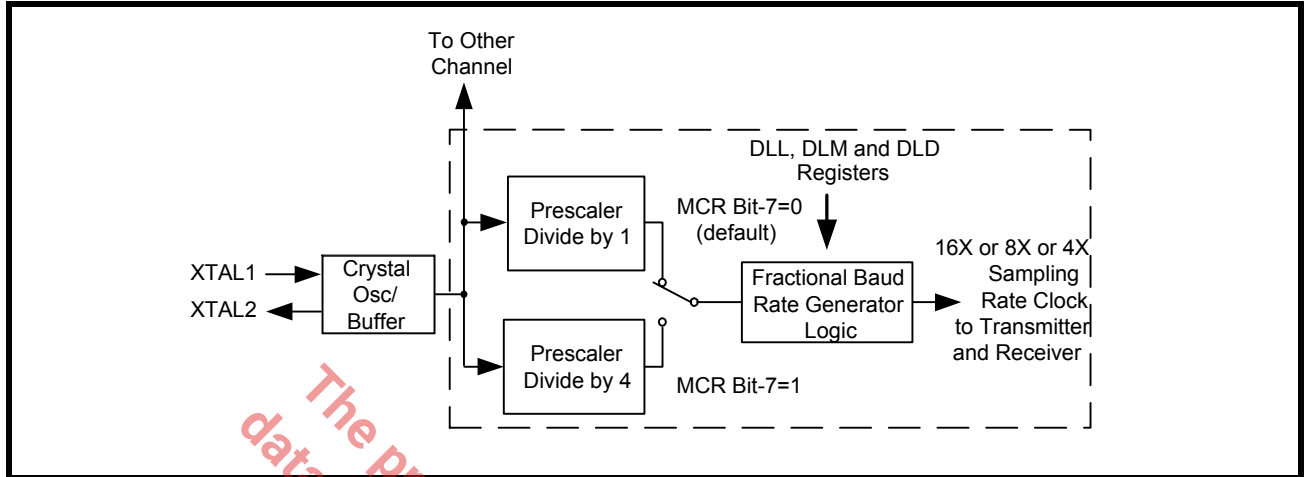 To Other
Channel
DLL, DLM and DLD
Registers
Prescaler
Divide by 1
MCR Bit-7=0
(default)
16X or 8X or 4X
Sampling
Rate Clock
to Transmitter
and Receiver
XTAL1
XTAL2
Crystal
Osc/
Buffer
Fractional Baud
Rate Generator
Logic
Prescaler
Divide by 4
MCR Bit-7=1
The